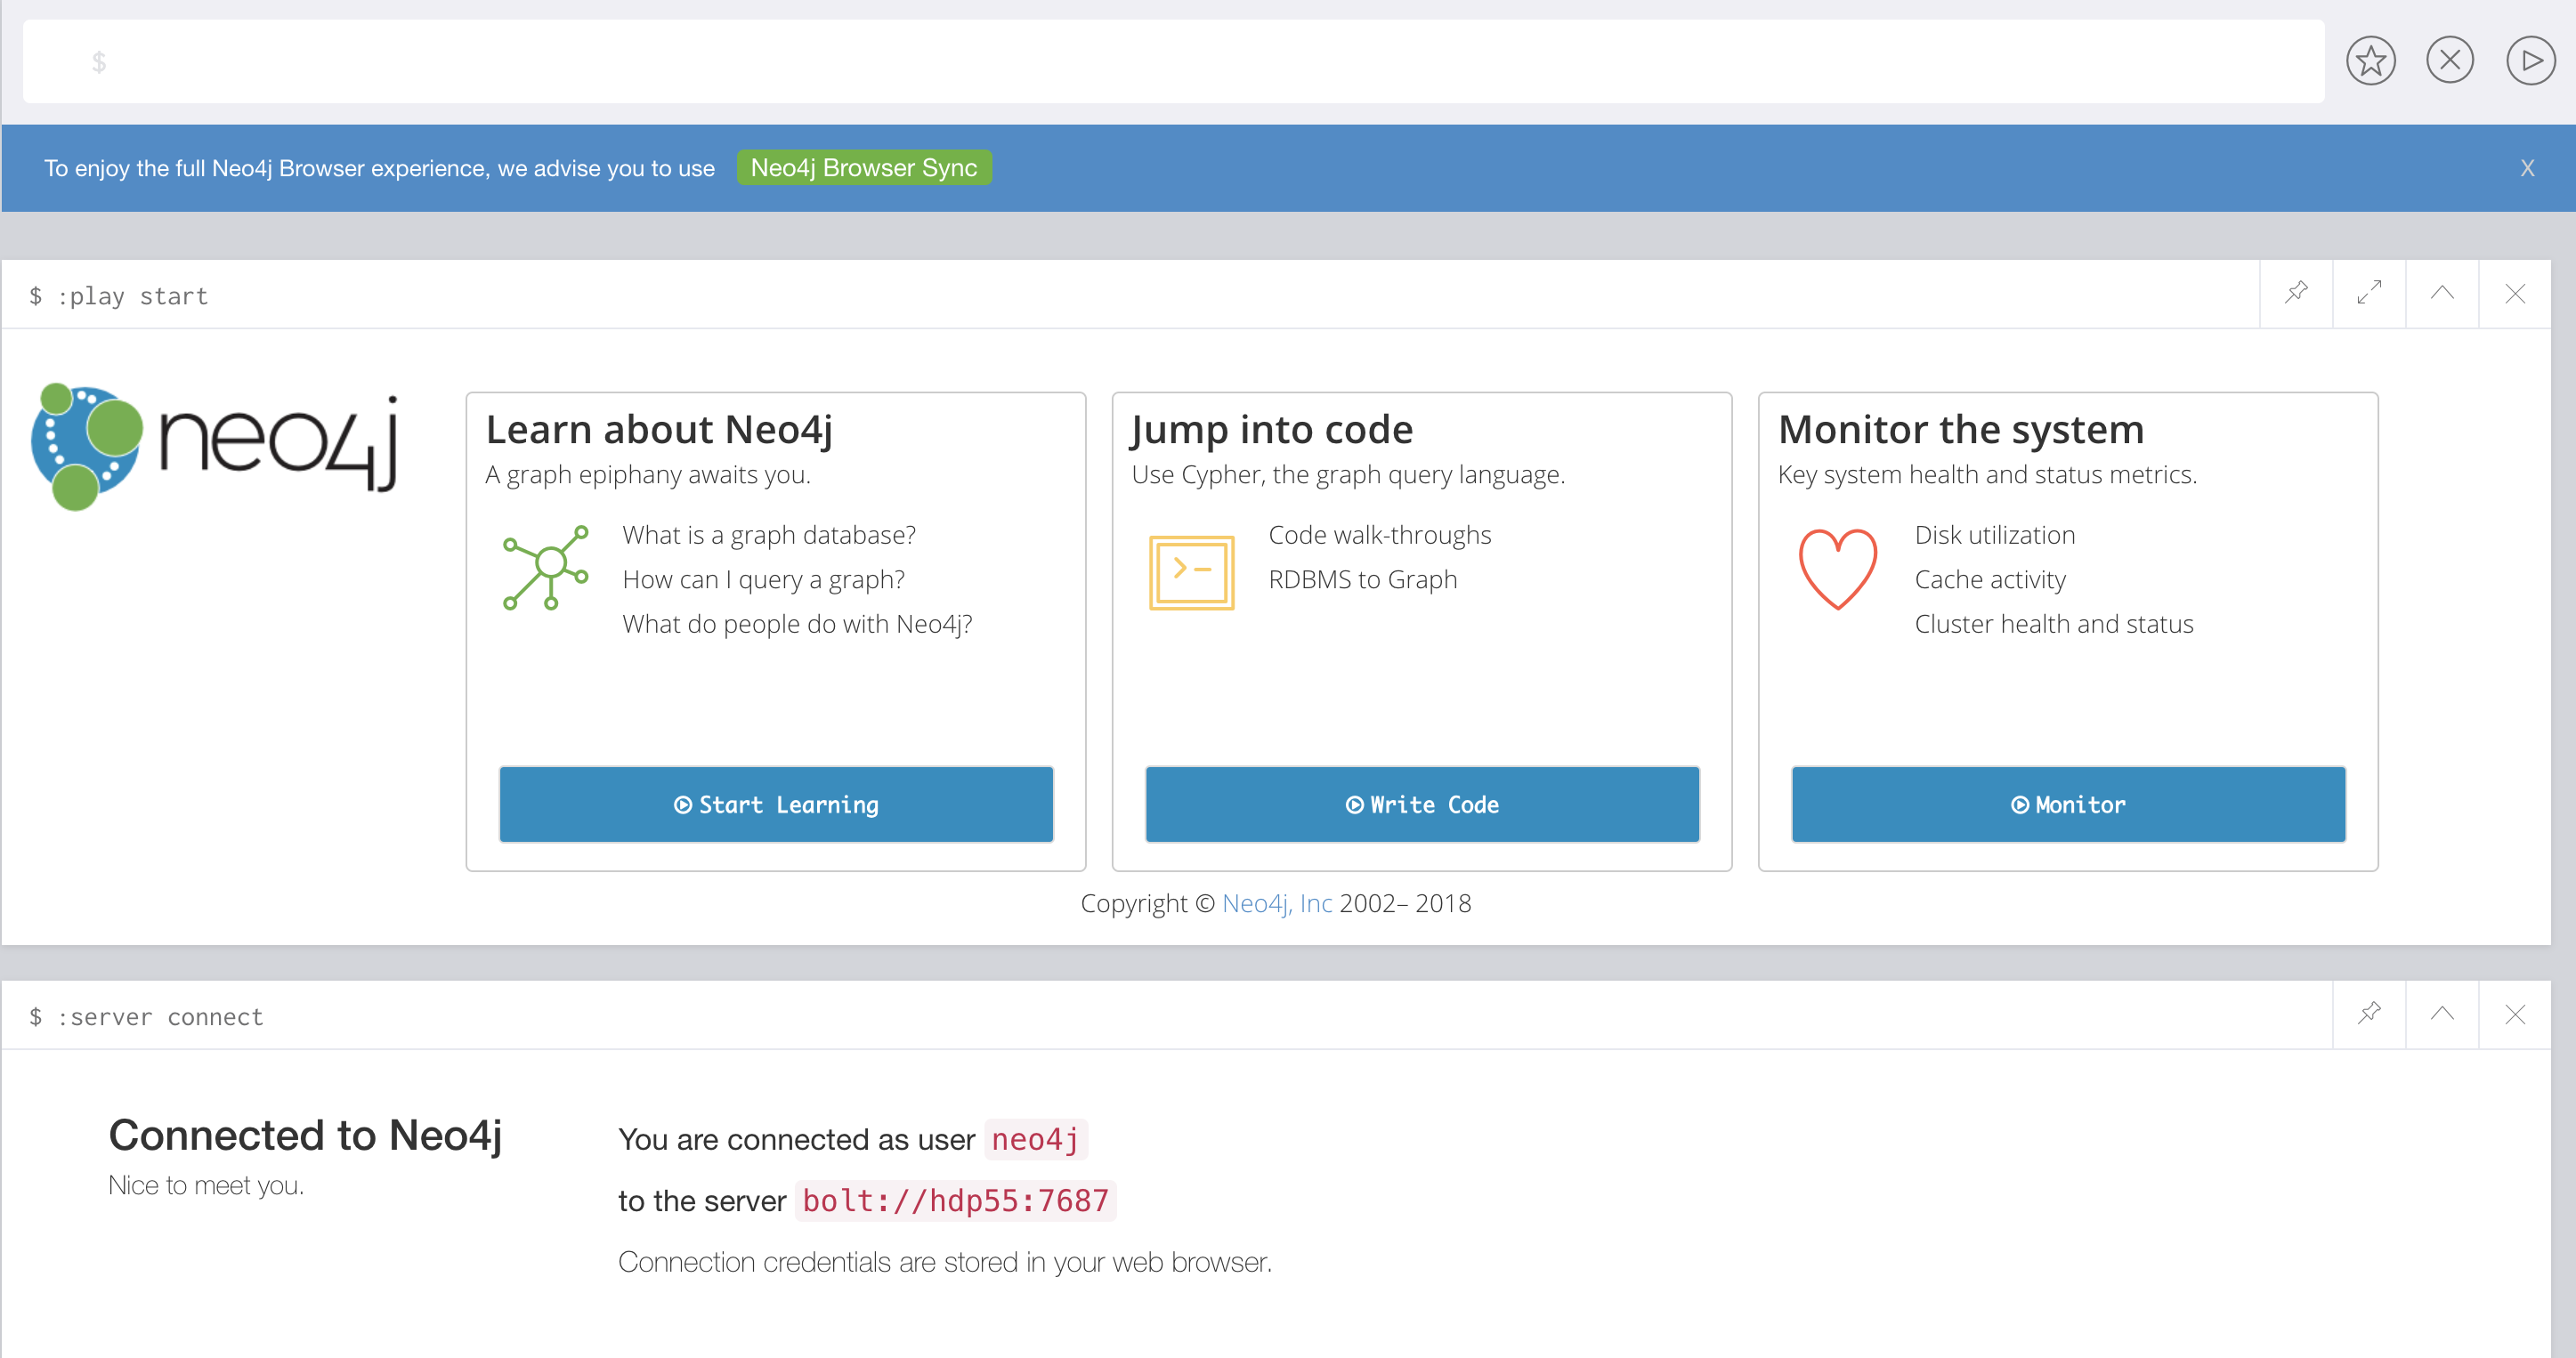 $
To enjoy the full Neo4j Browser experience, we advise you to use Neo4j Browser Sync X
$ :play start
neo4j
Learn about Neo4j
A graph epiphany awaits you.
What is a graph database?
How can I query a graph?
What do people do with Neo4j?
Start Learning
Jump into code
Use Cypher, the graph query language.
Code walk-throughs
RDBMS to Graph
Write Code
Monitor the system
Key system health and status metrics.
Disk utilization
Cache activity
Cluster health and status
Monitor
Copyright © Neo4j, Inc 2002– 2018
$ :server connect
Connected to Neo4j
Nice to meet you.
You are connected as user neo4j
to the server bolt://hdp55:7687
Connection credentials are stored in your web browser.